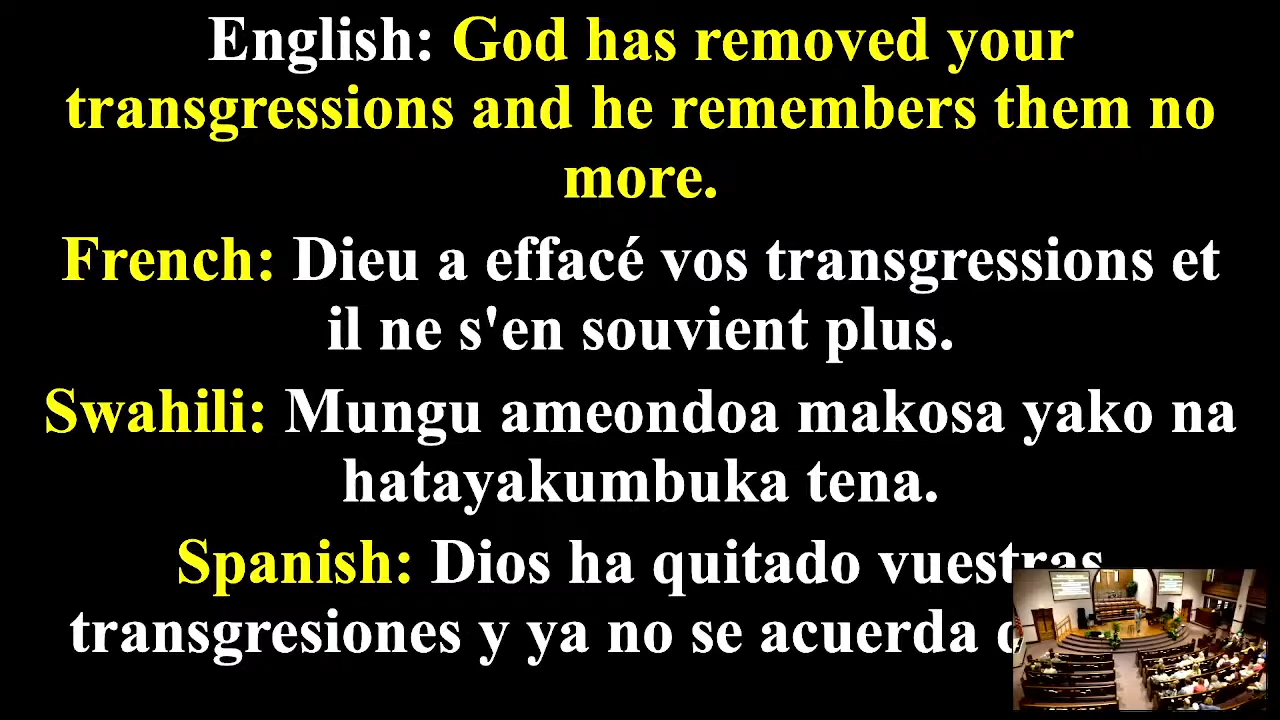 English: God has removed your
transgressions and he remembers them no
more.
French: Dieu a effacé vos transgressions et
il ne s'en souvient plus.
Swahili: Mungu ameondoa makosa yako na
hatayakumbuka tena.
Spanish: Dios ha quitado vuestras
transgresiones y ya no se acuerda